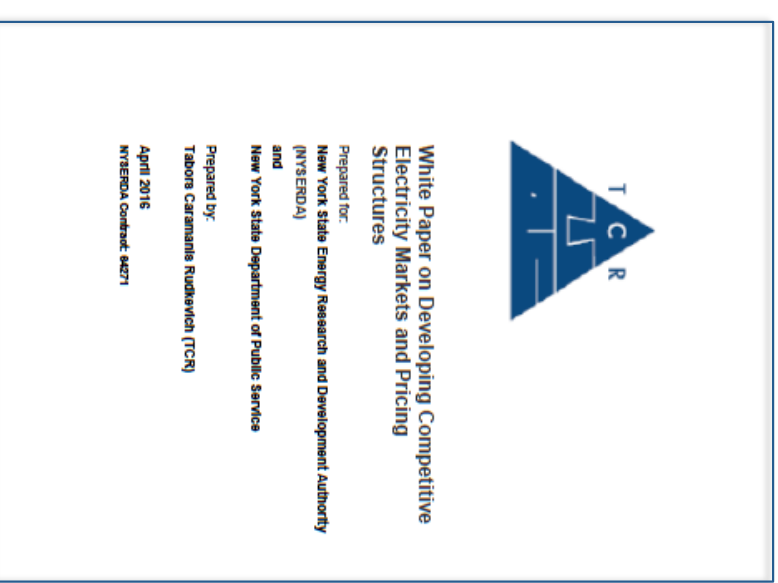 T C R
White Paper on Developing Competitive
Electricity Markets and Pricing
Structures
Prepared for:
New York State Energy Research and Development Authority
(NYSERDA)
and
New York State Department of Public Service
Prepared by:
Tabors Caramanis Rudkevich (TCR)
April 2016
NYSERDA Contract: 64271